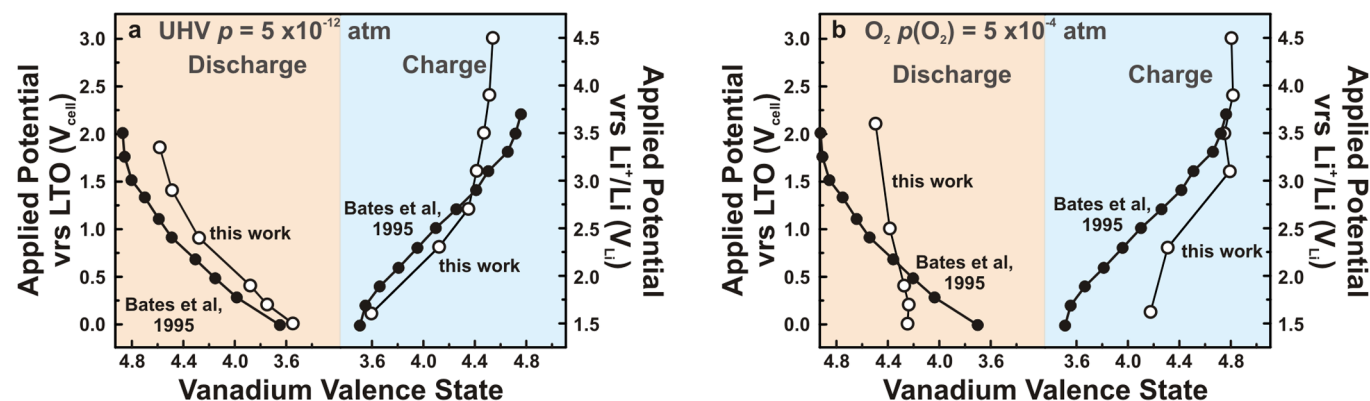 a UHV p = 5 x10-12 atm
Discharge
Charge
Applied Potential
vrs LTO (Vcell)
3.0
2.5
2.0
1.5
1.0
0.5
0.0
this work
Bates et al,
1995
Bates et al,
1995
this work
4.5
4.0
3.5
3.0
2.5
2.0
1.5
Applied Potential
vrs Li+/Li (VLi)
4.8 4.4 4.0 3.6 3.6 4.0 4.4 4.8
Vanadium Valence State
b O2 p(O2) = 5 x10-4 atm
Discharge
Charge
Applied Potential
vrs LTO (Vcell)
3.0
2.5
2.0
1.5
1.0
0.5
0.0
this work
Bates et al,
1995
Bates et al,
1995
this work
4.5
4.0
3.5
3.0
2.5
2.0
1.5
Applied Potential
vrs Li+/Li (VLi)
4.8 4.4 4.0 3.6 3.6 4.0 4.4 4.8
Vanadium Valence State